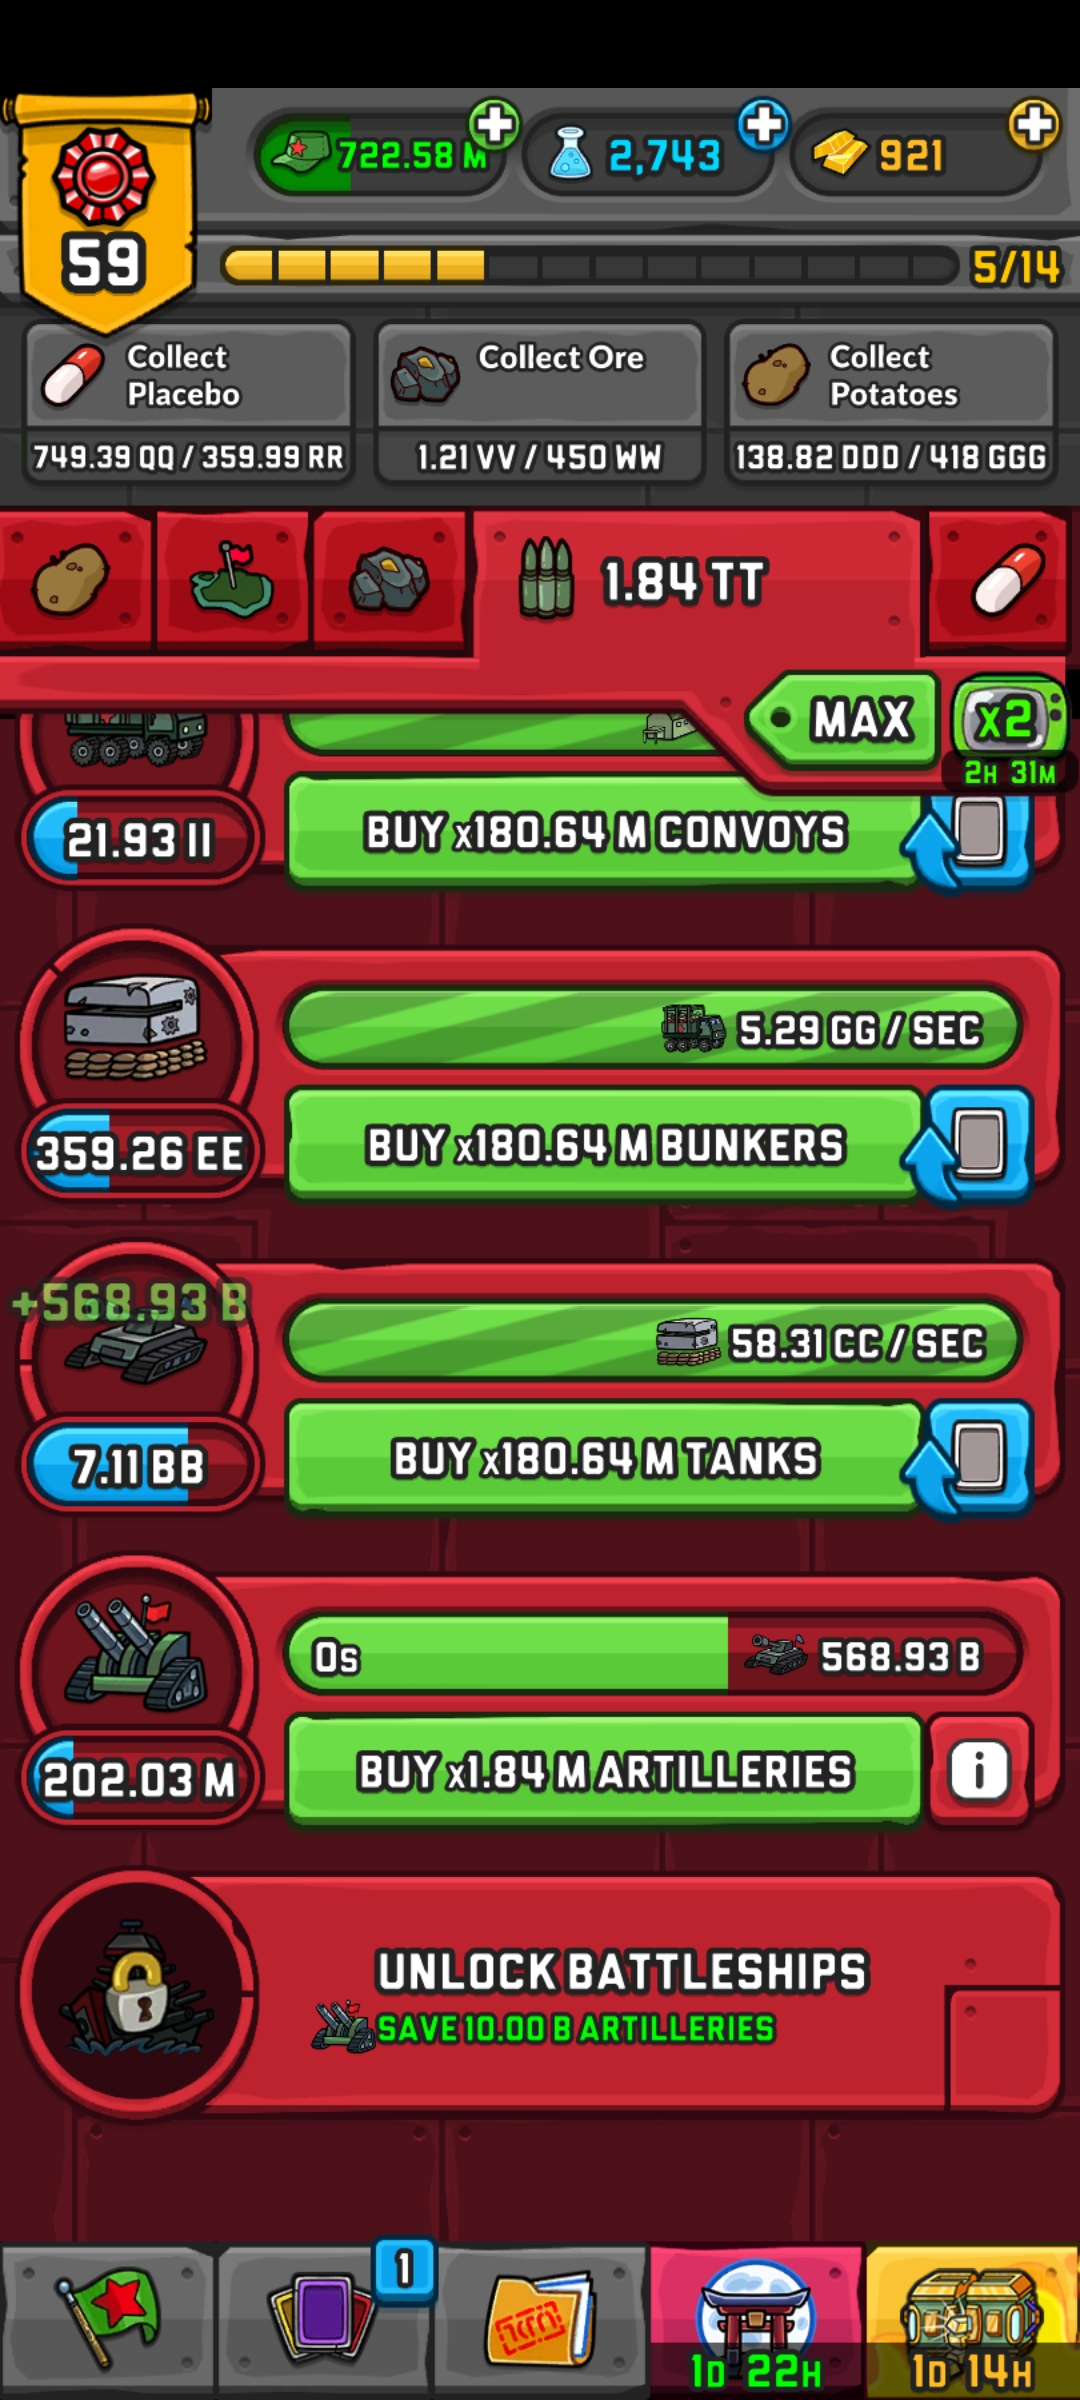 722.58 M
2,743
921
59
5/14
Collect
Placebo
749.39 QQ / 359.99 RR
Collect Ore
1.21 VV / 450 WW
Collect
Potatoes
138.82 DDD / 418 GGG
1.84 TT
MAX
x2
2H 31M
21.93 II
BUY x180.64 M CONVOYS
5.29 GG / SEC
359.26 EE
BUY x180.64 M BUNKERS
+568.93 B
58.31 CC / SEC
7.11 BB
BUY x180.64 M TANKS
0s
568.93 B
202.03 M
BUY x1.84 M ARTILLERIES
i
UNLOCK BATTLESHIPS
SAVE 10.00 B ARTILLERIES
1
1D 22H
1D 14H